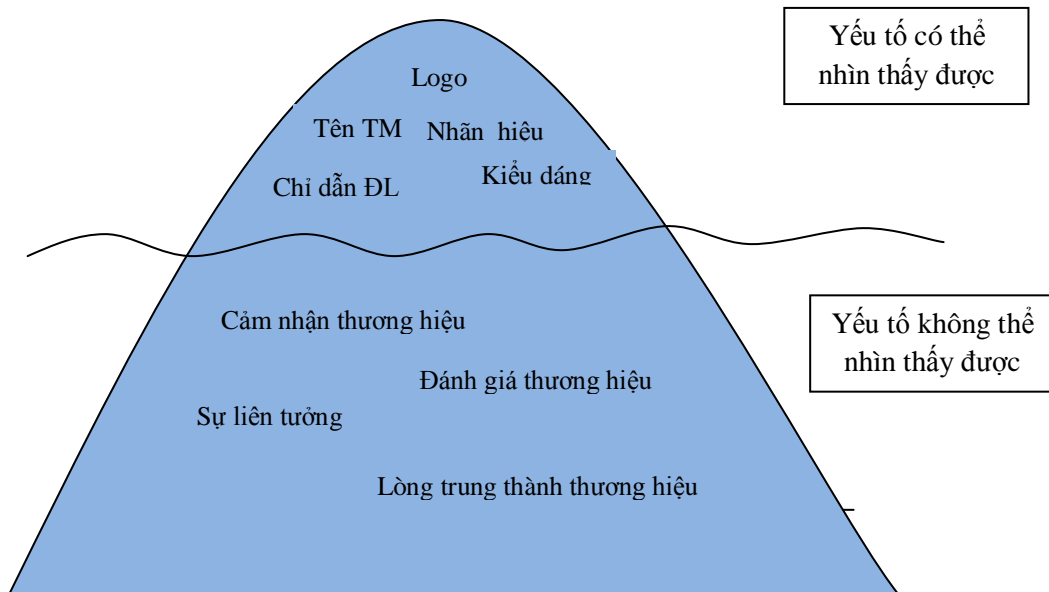 Yếu tố có thể
nhìn thấy được
Logo
Tên TM
Nhãn hiêu
Chỉ dẫn ĐL
Kiểu dáng
Yếu tố không thể
nhìn thấy được
Cảm nhận thương hiệu
Đánh giá thương hiệu
Sự liên tưởng
Lòng trung thành thương hiệu